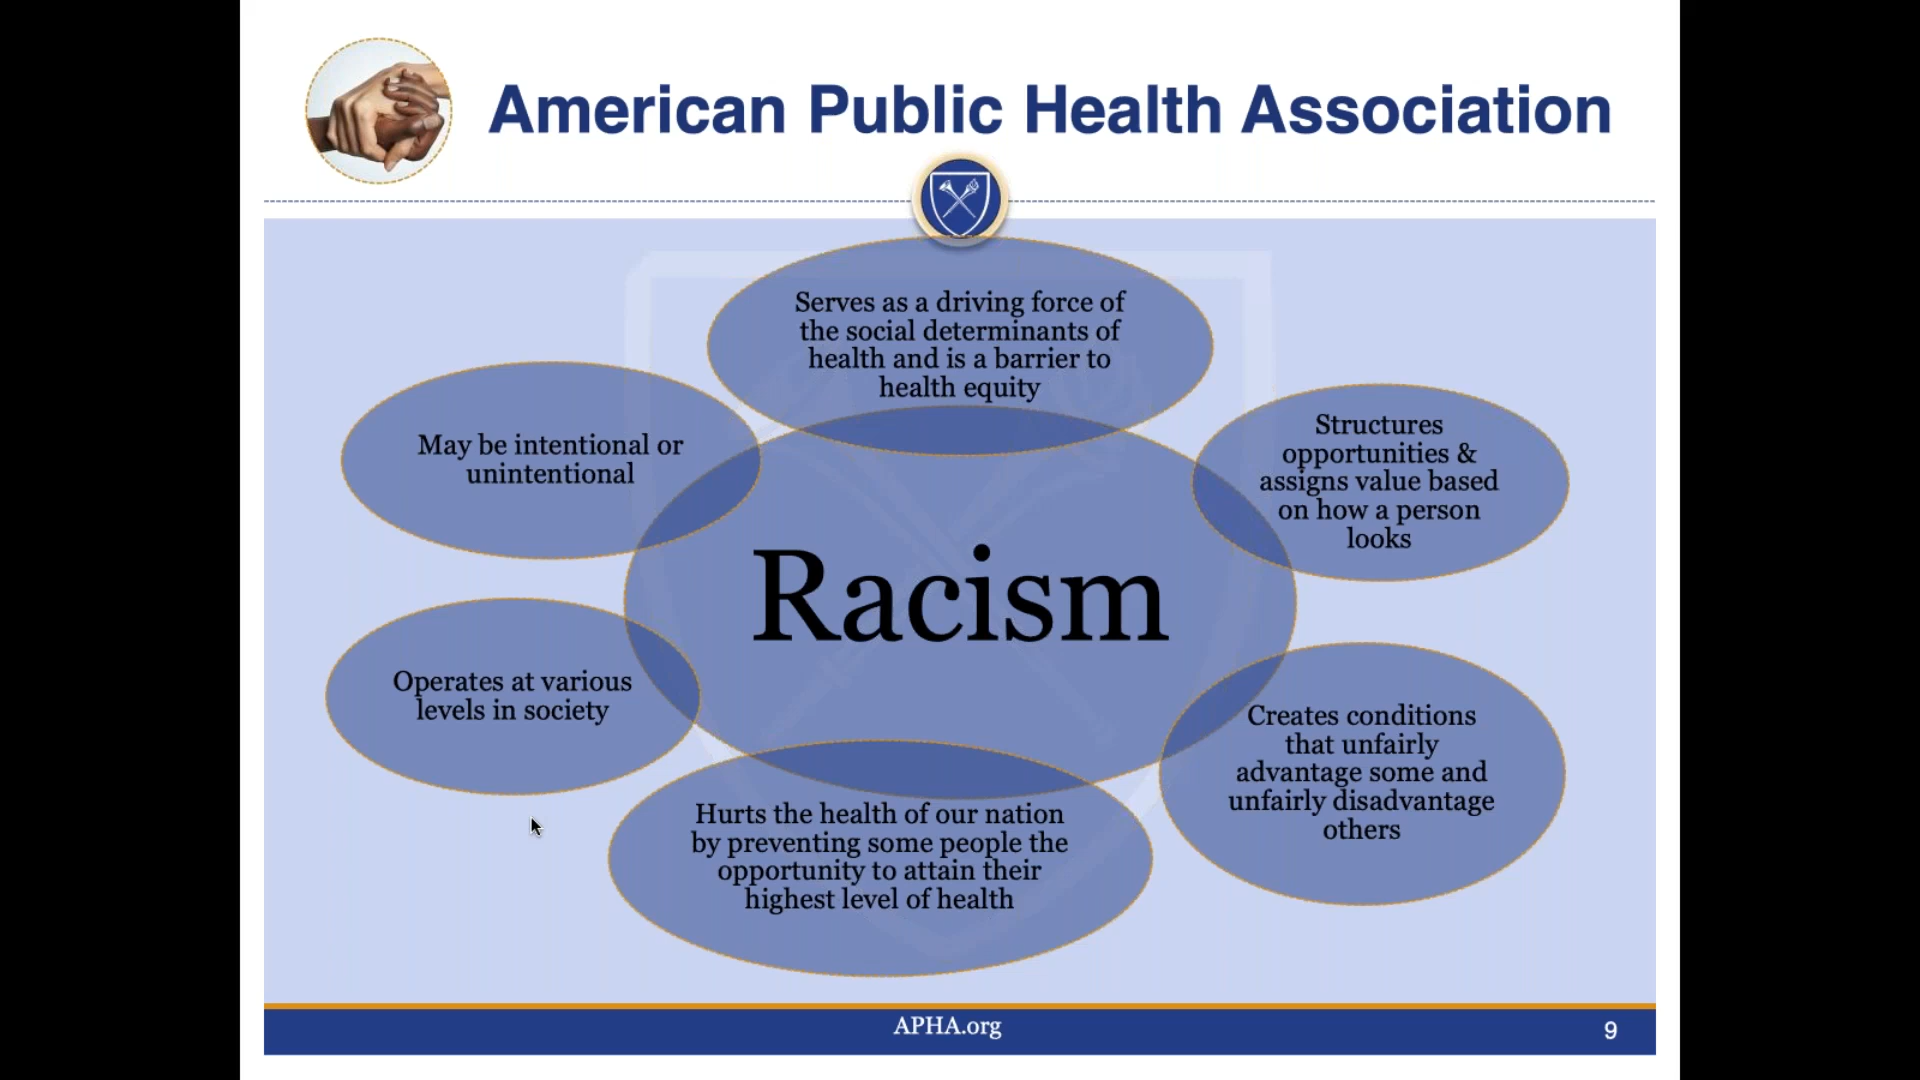 American Public Health Association
Serves as a driving force of
the social determinants of
health and is a barrier to
health equity
May be intentional or
unintentional
Structures
opportunities &
assigns value based
on how a person
looks
Racism
Operates at various
levels in society
Creates conditions
that unfairly
advantage some and
unfairly disadvantage
others
Hurts the health of our nation
by preventing some people the
opportunity to attain their
highest level of health
APHA.org
9